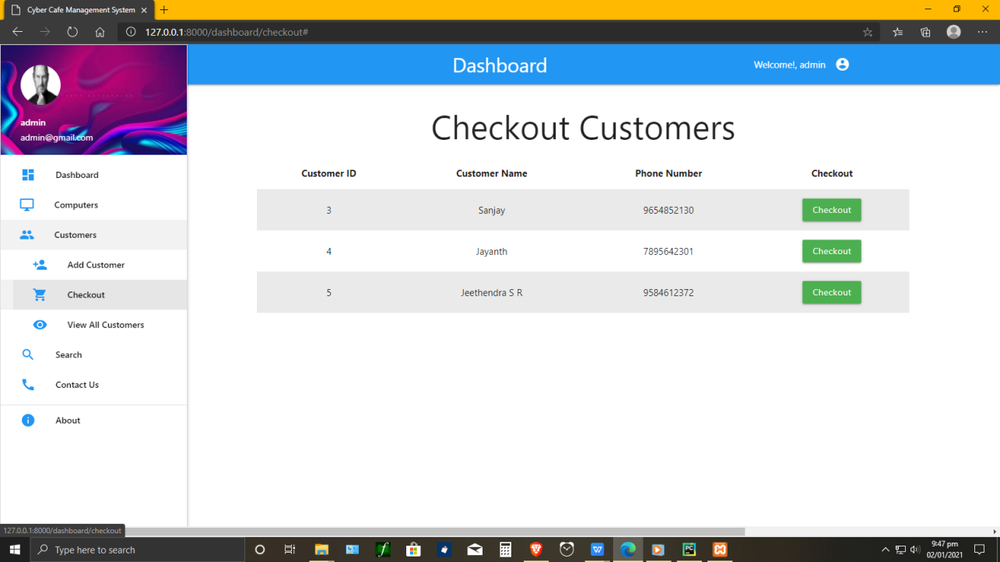 Cyber Cafe Management System
127.0.0.1:8000/dashboard/checkout#
Dashboard
Welcome!, admin
admin
admin@gmail.com
Dashboard
Computers
Customers
Add Customer
Checkout
View All Customers
Search
Contact Us
About
Checkout Customers
Customer ID Customer Name Phone Number Checkout
3 Sanjay 9654852130 Checkout
4 Jayanth 7895642301 Checkout
5 Jeethendra S R 9584612372 Checkout
127.0.0.1:8000/dashboard/checkout
Type here to search
W
PC
9:47 pm
02/01/2021